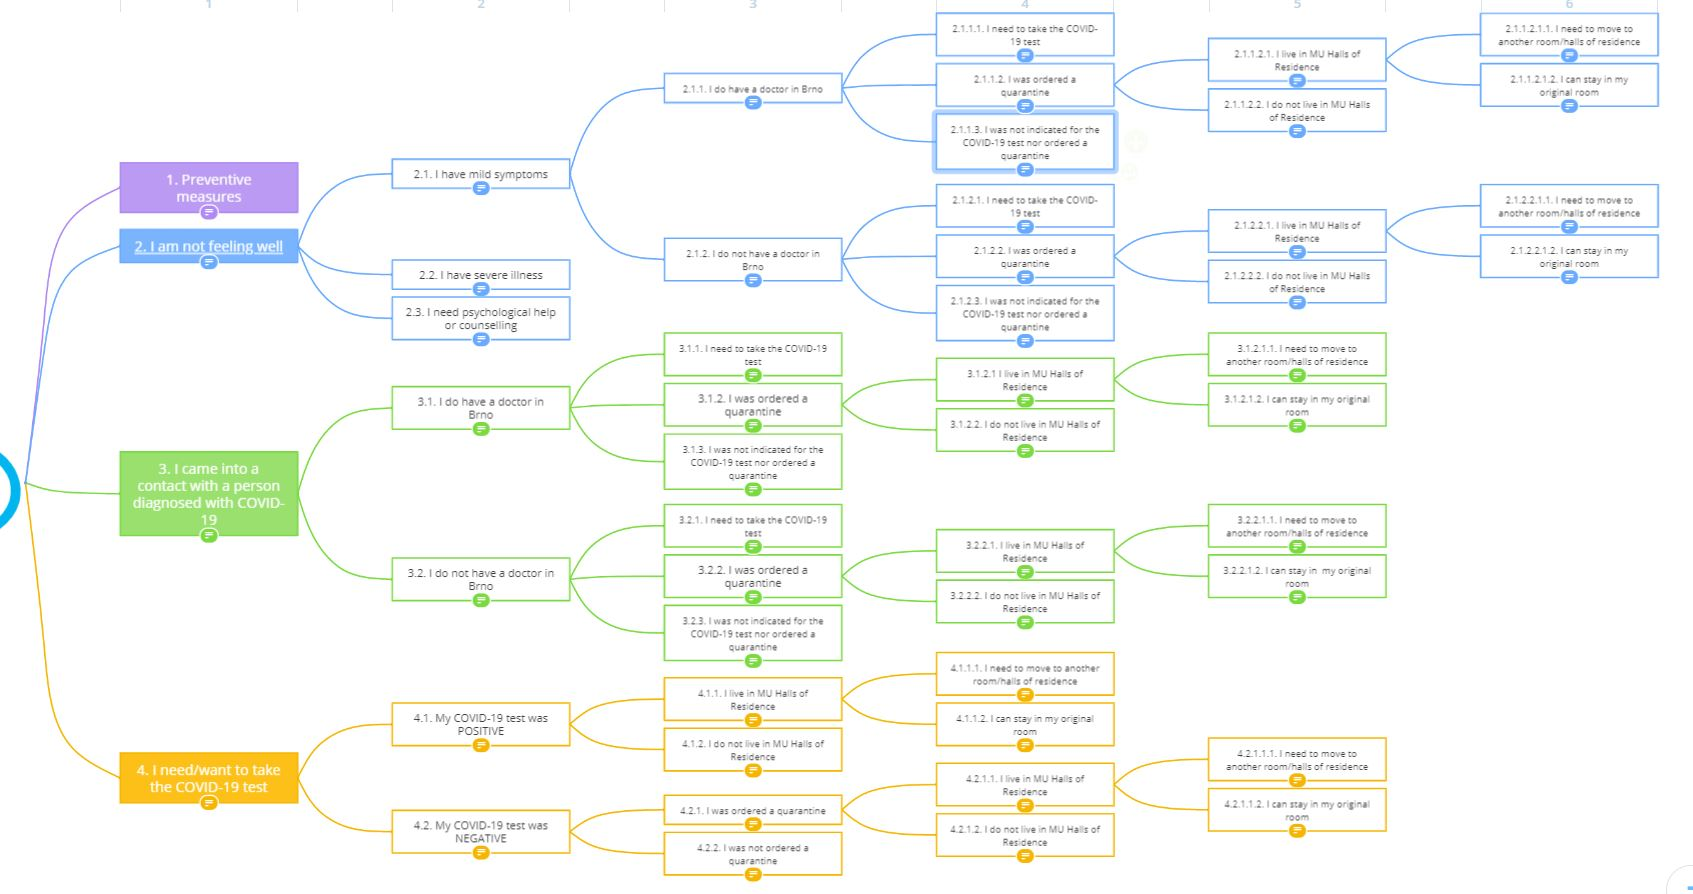 1
2
3
4
5
6
1. Preventive
measures
2. I am not feeling well
2.1. I have mild symptoms
2.1.1. I do have a doctor in Brno
2.1.1.1. I need to take the COVID-
19 test
2.1.1.2. I was ordered a
quarantine
2.1.1.2.1. I live in MU Halls of
Residence
2.1.1.2.1.1. I need to move to
another room/halls of residence
2.1.1.2.1.2. I can stay in my
original room
2.1.1.2.2. I do not live in MU Halls
of Residence
2.1.1.3. I was not indicated for the
COVID-19 test nor ordered a
quarantine
2.1.2. I do not have a doctor in
Brno
2.1.2.1. I need to take the COVID-
19 test
2.1.2.2. I was ordered a
quarantine
2.1.2.2.1. I live in MU Halls of
Residence
2.1.2.2.1.1. I need to move to
another room/halls of residence
2.1.2.2.1.2. I can stay in my
original room
2.1.2.2.2. I do not live in MU Halls
of Residence
2.1.2.3. I was not indicated for the
COVID-19 test nor ordered a
quarantine
2.2. I have severe illness
2.3. I need psychological help
or counselling
3. I came into a
contact with a person
diagnosed with COVID-
19
3.1. I do have a doctor in
Brno
3.1.1. I need to take the COVID-19
test
3.1.2. I was ordered a
quarantine
3.1.2.1 I live in MU Halls of
Residence
3.1.2.1.1. I need to move to
another room/halls of residence
3.1.2.1.2. I can stay in my original
room
3.1.2.2. I do not live in MU Halls of
Residence
3.1.3. I was not indicated for the
COVID-19 test nor ordered a
quarantine
3.2. I do not have a doctor in
Brno
3.2.1. I need to take the COVID-19
test
3.2.2. I was ordered a
quarantine
3.2.2.1. I live in MU Halls of
Residence
3.2.2.1.1. I need to move to
another room/halls of residence
3.2.2.1.2. I can stay in  my original
room
3.2.2.2. I do not live in MU Halls of
Residence
3.2.3. I was not indicated for the
COVID-19 test nor ordered a
quarantine
4. I need/want to take
the COVID-19 test
4.1. My COVID-19 test was
POSITIVE
4.1.1. I live in MU Halls of
Residence
4.1.1.1. I need to move to another
room/halls of residence
4.1.1.2. I can stay in my original
room
4.1.2. I do not live in MU Halls of
Residence
4.2. My COVID-19 test was
NEGATIVE
4.2.1. I was ordered a quarantine
4.2.1.1. I live in MU Halls of
Residence
4.2.1.1.1. I need to move to
another room/halls of residence
4.2.1.1.2. I can stay in my original
room
4.2.1.2. I do not live in MU Halls of
Residence
4.2.2. I was not ordered a
quarantine